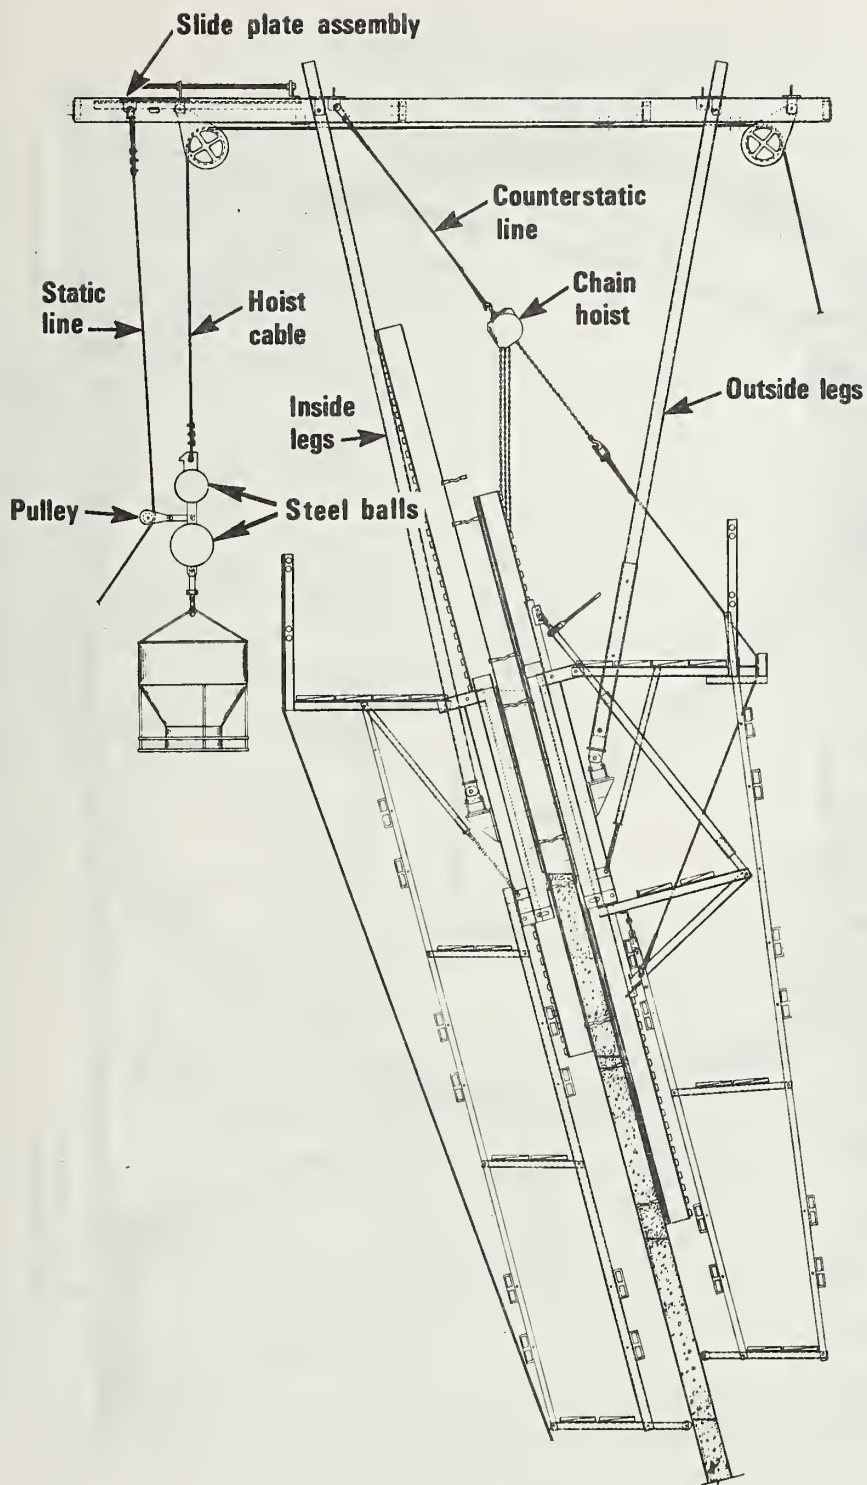 Slide plate assembly
Counterstatic
line
Static
line
Hoist
cable
Chain
hoist
Inside
legs
Outside legs
Pulley
Steel balls